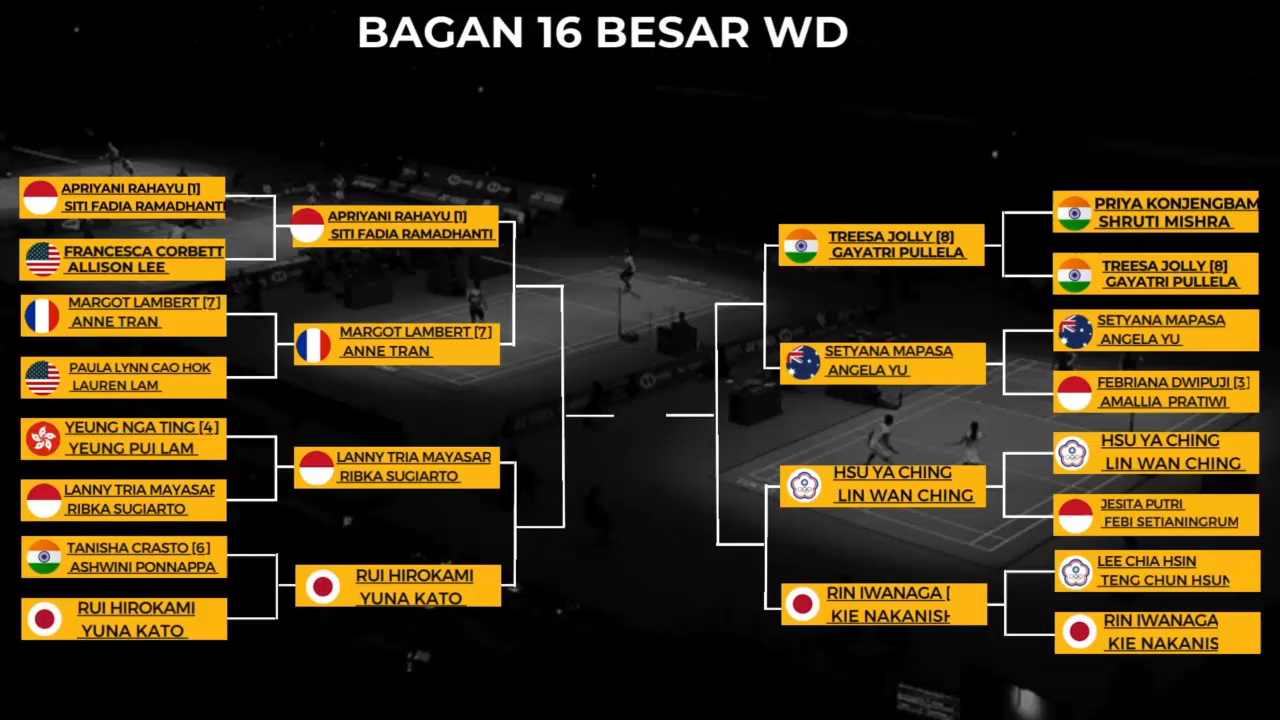 BAGAN 16 BESAR WD
APRIYANI RAHAYU [1]
SITI FADIA RAMADHANTI
FRANCESCA CORBETT
ALLISON LEE
MARGOT LAMBERT [7]
ANNE TRAN
PAULA LYNN CAO HOK
LAUREN LAM
YEUNG NGA TING [4]
YEUNG PUI LAM
LANNY TRIA MAYASAR
RIBKA SUGIARTO
TANISHA CRASTO [6]
ASHWINI PONNAPPA
RUI HIROKAMI
YUNA KATO
APRIYANI RAHAYU [1]
SITI FADIA RAMADHANTI
MARGOT LAMBERT [7]
ANNE TRAN
LANNY TRIA MAYASAR
RIBKA SUGIARTO
RUI HIROKAMI
YUNA KATO
TREESA JOLLY [8]
GAYATRI PULLELA
SETYANA MAPASA
ANGELA YU
HSU YA CHING
LIN WAN CHING
RIN IWANAGA [
KIE NAKANISH
PRIYA KONJENGBAM
SHRUTI MISHRA
TREESA JOLLY [8]
GAYATRI PULLELA
SETYANA MAPASA
ANGELA YU
FEBRIANA DWIPUJI [3]
AMALLIA PRATIWI
HSU YA CHING
LIN WAN CHING
JESITA PUTRI
FEBI SETIANINGRUM
LEE CHIA HSIN
TENG CHUN HSUN
RIN IWANAGA
KIE NAKANIS